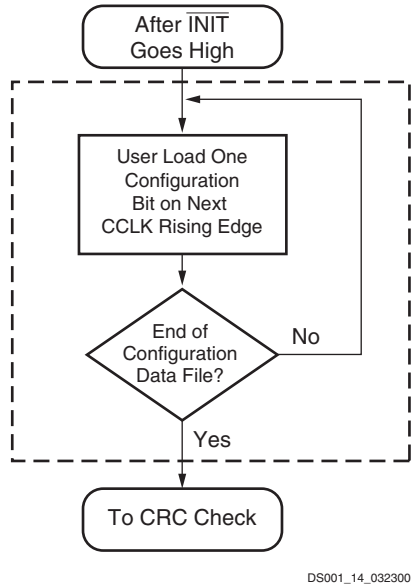 After INIT
Goes High
User Load One
Configuration
Bit on Next
CCLK Rising Edge
End of
Configuration
Data File?
No
Yes
To CRC Check
DS001_14_032300